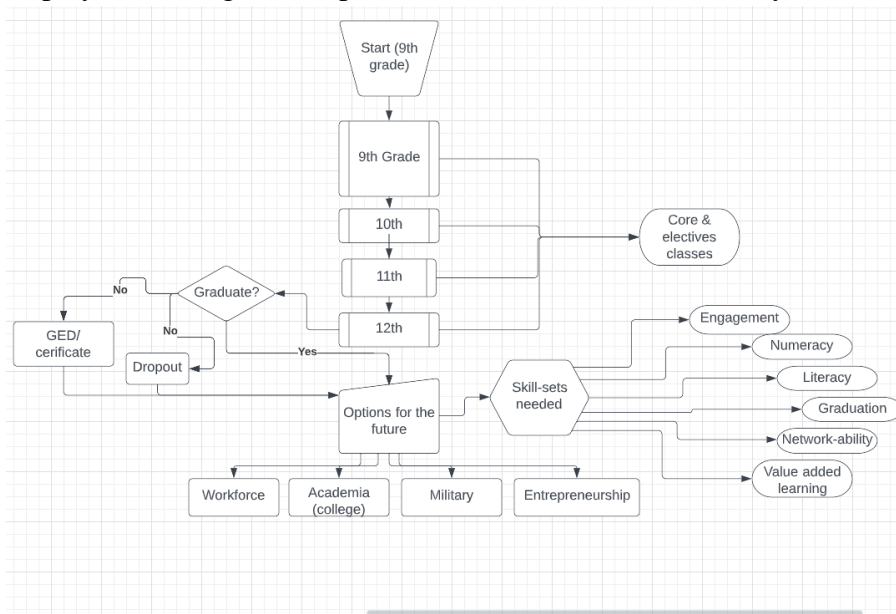 Start (9th
grade)
9th Grade
10th
11th
12th
Core &
electives
classes
Graduate?
No
No
Yes
GED/
cerificate
Dropout
Options for the
future
Skill-sets
needed
Engagement
Numeracy
Literacy
Graduation
Network-ability
Value added
learning
Workforce
Academia
(college)
Military
Entrepreneurship